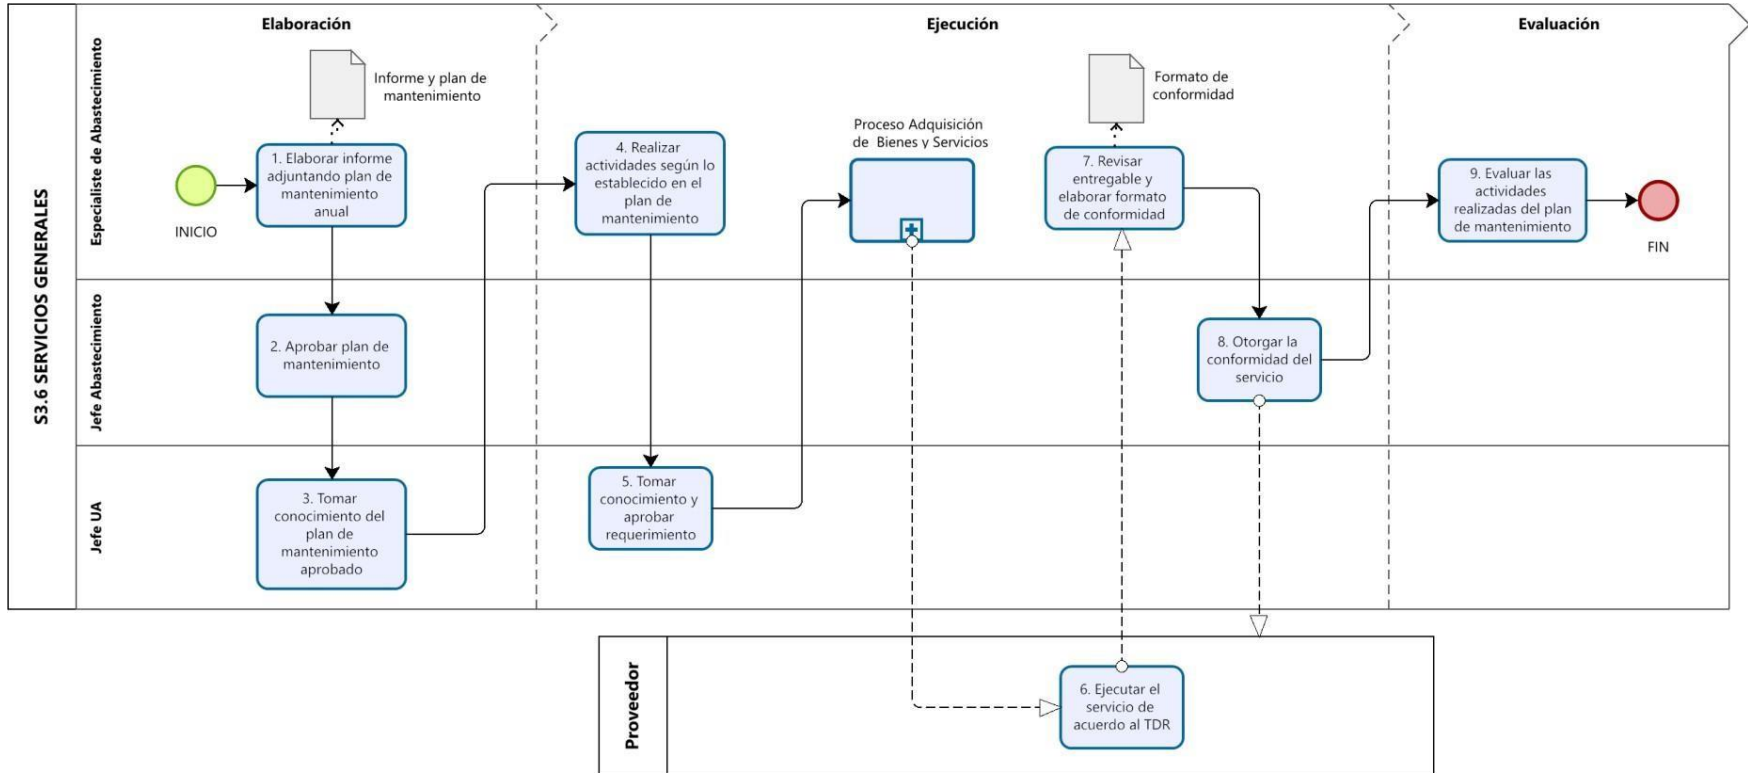 Elaboración
Ejecución
Evaluación
S3.6 SERVICIOS GENERALES
Especialiste de Abastecimiento
Informe y plan de
mantenimiento
INICIO
1. Elaborar informe
adjuntando plan de
mantenimiento
anual
4. Realizar
actividades según lo
establecido en el
plan de
mantenimiento
Proceso Adquisición
de Bienes y Servicios
Formato de
conformidad
7. Revisar
entregable y
elaborar formato
de conformidad
9. Evaluar las
actividades
realizadas del plan
de mantenimiento
FIN
Jefe Abastecimiento
2. Aprobar plan de
mantenimiento
8. Otorgar la
conformidad del
servicio
Jefe UA
3. Tomar
conocimiento del
plan de
mantenimiento
aprobado
5. Tomar
conocimiento y
aprobar
requerimiento
Proveedor
6. Ejecutar el
servicio de
acuerdo al TDR